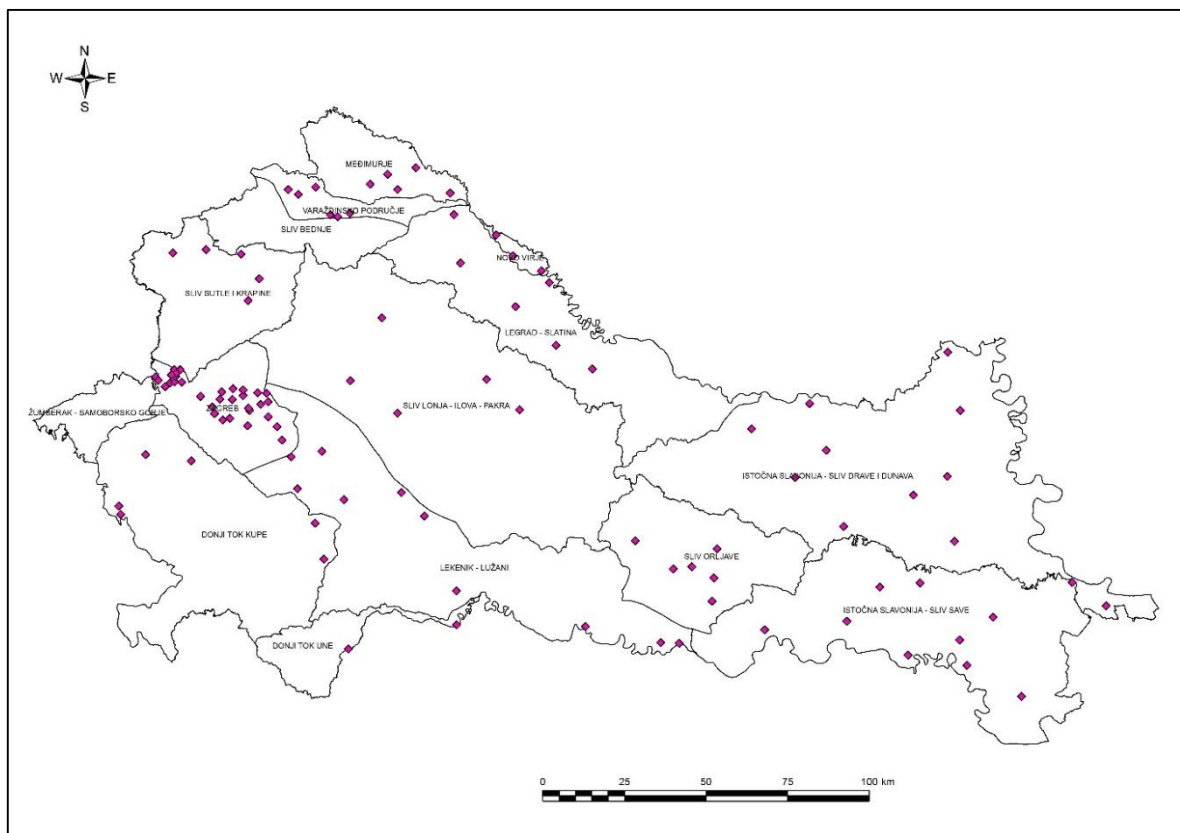 N
W E
S
MEĐIMURJE
VARAŽDINSKO PODRUČJE
SLIV BEDNJE
NOVO VIRJE
SLIV SUTLE I KRAPINE
LEGRAD - SLATINA
ŽUMBERAK - SAMOBORSKO GORJE
ZAGREB
SLIV LONJA - ILOVA - PAKRA
ISTOČNA SLAVONIJA - SLIV DRAVE I DUNAVA
DONJI TOK KUPE
SLIV ORLJAVE
LEKENIK - LUŽANI
ISTOČNA SLAVONIJA - SLIV SAVE
DONJI TOK UNE
0 25 50 75 100 km